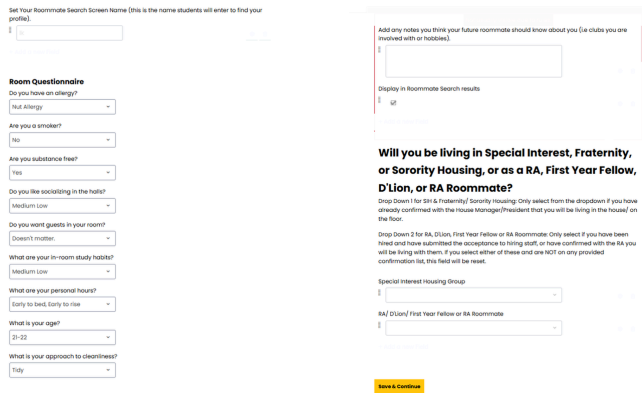 Set Your Roommate Search Screen Name (this is the name students will enter to find your
profile).
Room Questionnaire
Do you have an allergy?
Nut Allergy
Are you a smoker?
No
Are you substance free?
Yes
Do you like socializing in the halls?
Medium Low
Do you want guests in your room?
Doesn't matter.
What are your in-room study habits?
Medium Low
What are your personal hours?
Early to bed, Early to rise
What is your age?
21-22
What is your approach to cleanliness?
Tidy
Add any notes you think your future roommate should know about you (i.e clubs you are
involved with or hobbies).
Display in Roommate Search results
Will you be living in Special Interest, Fraternity,
or Sorority Housing, or as a RA, First Year Fellow,
D'Lion, or RA Roommate?
Drop Down 1 for SIH & Fraternity/ Sorority Housing: Only select from the dropdown if you have
already confirmed with the House Manager/President that you will be living in the house/ on
the floor.
Drop Down 2 for RA, D'Lion, First Year Fellow or RA Roommate: Only select if you have been
hired and have submitted the acceptance to hiring staff, or have confirmed with the RA you
will be living with them. If you select either of these and are NOT on any provided
confirmation list, this field will be reset.
Special Interest Housing Group
RA/ D'Lion/ First Year Fellow or RA Roommate
Save & Continue